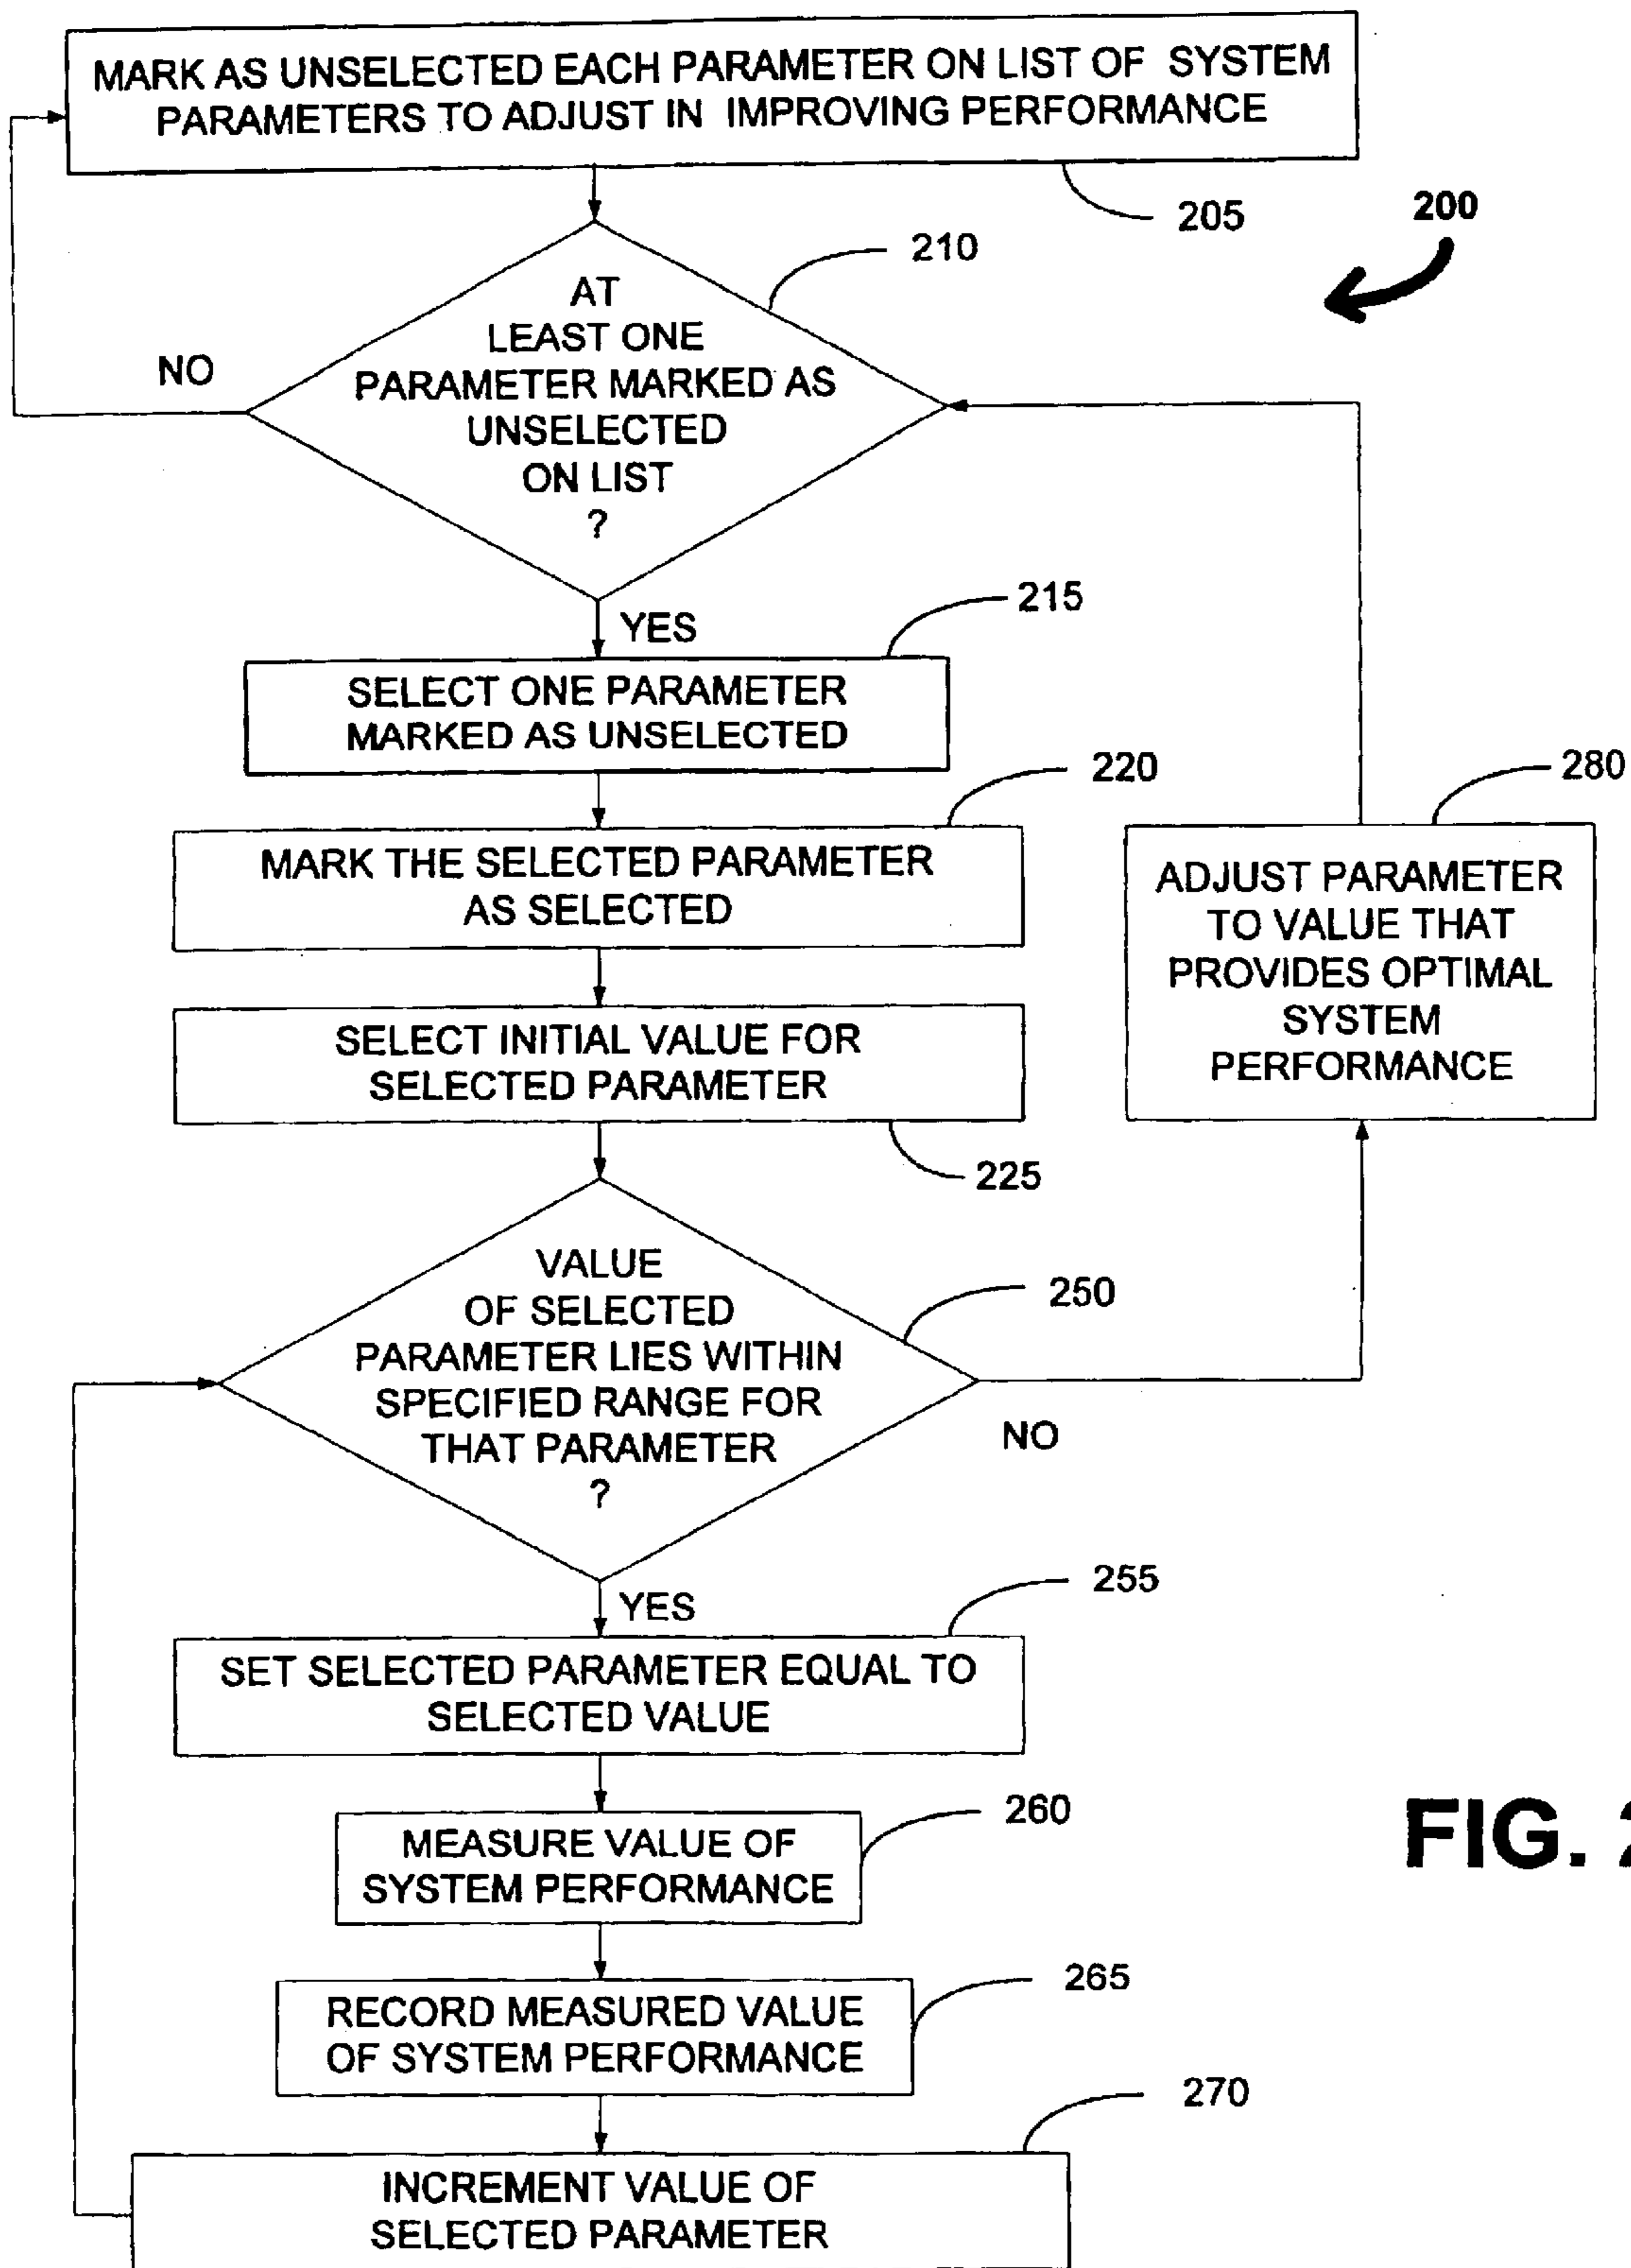 MARK AS UNSELECTED EACH PARAMETER ON LIST OF SYSTEM
PARAMETERS TO ADJUST IN IMPROVING PERFORMANCE
205
200
210
AT
LEAST ONE
PARAMETER MARKED AS
UNSELECTED
ON LIST
?
NO
YES
215
SELECT ONE PARAMETER
MARKED AS UNSELECTED
220
MARK THE SELECTED PARAMETER
AS SELECTED
280
ADJUST PARAMETER
TO VALUE THAT
PROVIDES OPTIMAL
SYSTEM
PERFORMANCE
SELECT INITIAL VALUE FOR
SELECTED PARAMETER
225
VALUE
OF SELECTED
PARAMETER LIES WITHIN
SPECIFIED RANGE FOR
THAT PARAMETER
?
250
NO
YES
255
SET SELECTED PARAMETER EQUAL TO
SELECTED VALUE
260
MEASURE VALUE OF
SYSTEM PERFORMANCE
FIG. 2
265
RECORD MEASURED VALUE
OF SYSTEM PERFORMANCE
270
INCREMENT VALUE OF
SELECTED PARAMETER